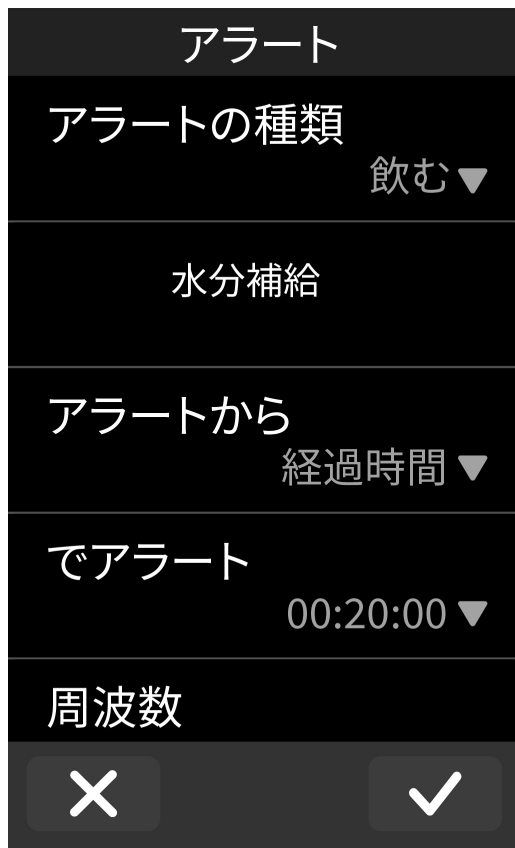 アラート
アラートの種類
飲む
水分補給
アラートから
経過時間
でアラート
00:20:00
周波数